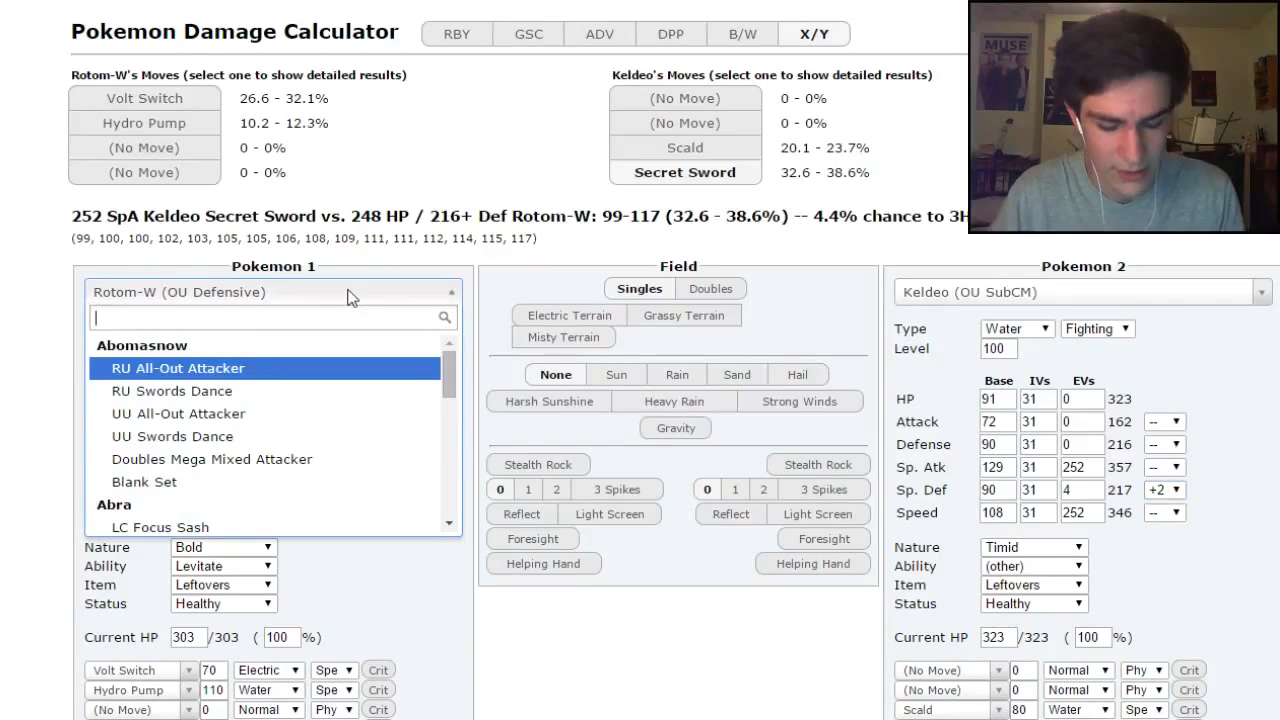 Pokemon Damage Calculator RBY GSC ADV DPP B/W X/Y
MUSE
Rotom-W's Moves (select one to show detailed results)
Volt Switch 26.6 - 32.1%
Hydro Pump 10.2 - 12.3%
(No Move) 0 - 0%
(No Move) 0 - 0%
Keldeo's Moves (select one to show detailed results)
(No Move) 0 - 0%
(No Move) 0 - 0%
Scald 20.1 - 23.7%
Secret Sword 32.6 - 38.6%
252 SpA Keldeo Secret Sword vs. 248 HP / 216+ Def Rotom-W: 99-117 (32.6 - 38.6%) -- 4.4% chance to 3H
(99, 100, 100, 102, 103, 105, 105, 106, 108, 109, 111, 111, 112, 114, 115, 117)
Pokemon 1
Rotom-W (OU Defensive)
Abomasnow
RU All-Out Attacker
RU Swords Dance
UU All-Out Attacker
UU Swords Dance
Doubles Mega Mixed Attacker
Blank Set
Abra
LC Focus Sash
Nature Bold
Ability Levitate
Item Leftovers
Status Healthy
Current HP 303 /303 ( 100 %)
Volt Switch 70 Electric Spe Crit
Hydro Pump 110 Water Spe Crit
(No Move) 0 Normal Phy Crit
Field
Singles Doubles
Electric Terrain Grassy Terrain
Misty Terrain
None Sun Rain Sand Hail
Harsh Sunshine Heavy Rain Strong Winds
Gravity
Stealth Rock Stealth Rock
0 1 2 3 Spikes 0 1 2 3 Spikes
Reflect Light Screen Reflect Light Screen
Foresight Foresight
Helping Hand Helping Hand
Pokemon 2
Keldeo (OU SubCM)
Type Water Fighting
Level 100
Base IVs EVs
HP 91 31 0 323
Attack 72 31 0 162 --
Defense 90 31 0 216 --
Sp. Atk 129 31 252 357 --
Sp. Def 90 31 4 217 +2
Speed 108 31 252 346 --
Nature Timid
Ability (other)
Item Leftovers
Status Healthy
Current HP 323 /323 ( 100 %)
(No Move) 0 Normal Phy Crit
(No Move) 0 Normal Phy Crit
Scald 80 Water Spe Crit